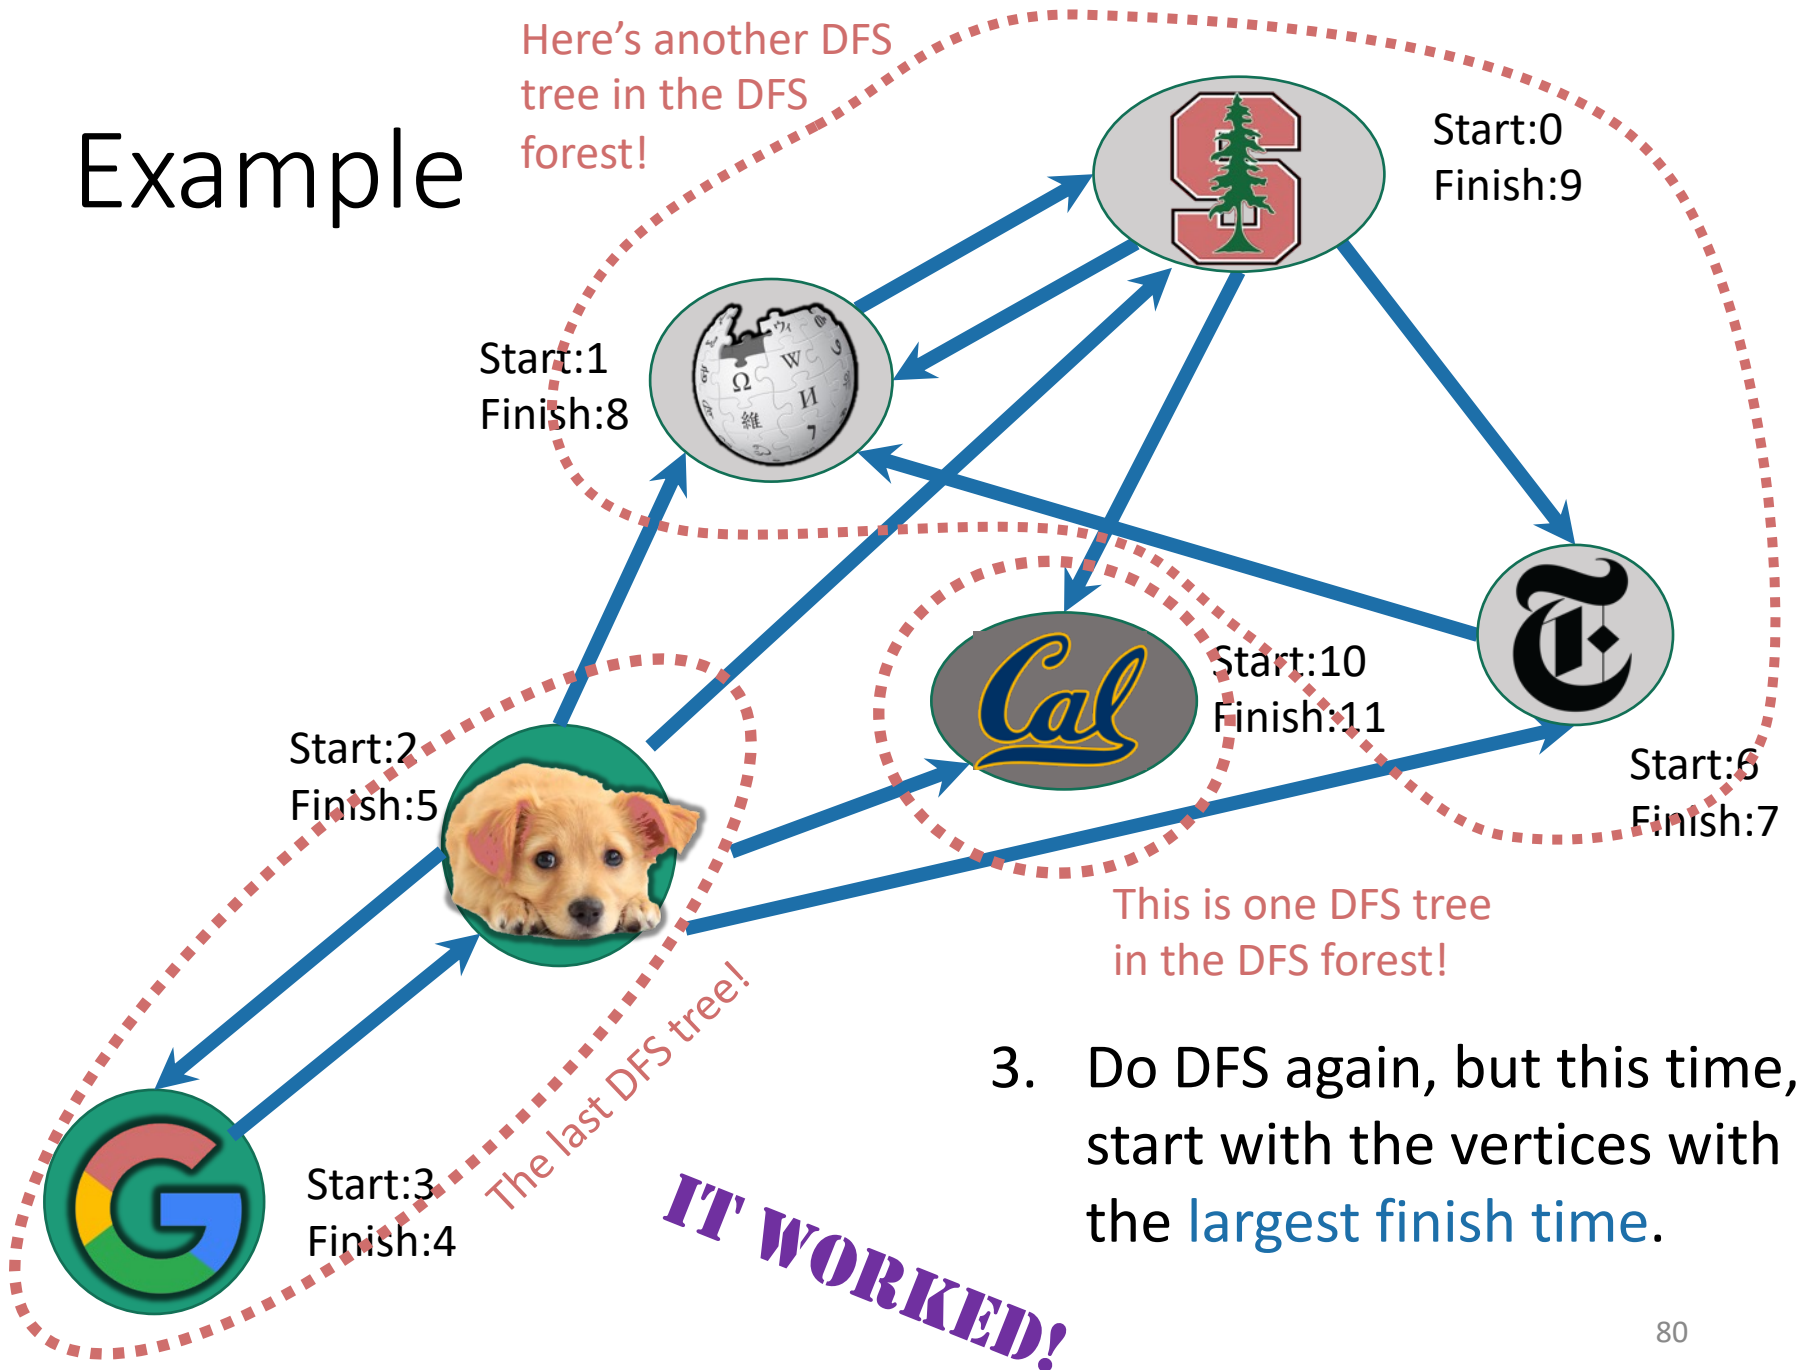 Here's another DFS
tree in the DFS
forest!
Example
Start:0
Finish:9
Start:1
Finish:8
Ω
W
И
維
7
Start:10
Finish:11
Cal
Start:2
Finish:5
Start:6
Finish:7
This is one DFS tree
in the DFS forest!
The last DFS tree!
Start:3
Finish:4
3. Do DFS again, but this time,
start with the vertices with
the largest finish time.
IT WORKED!
80